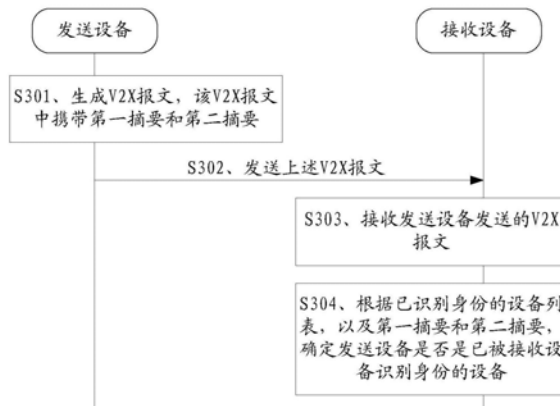 发送设备
接收设备
S301、生成V2X报文，该V2X报文
中携带第一摘要和第二摘要
S302、发送上述V2X报文
S303、接收发送设备发送的V2X
报文
S304、根据已识别身份的设备列
表，以及第一摘要和第二摘要，
确定发送设备是否是已被接收设
备识别身份的设备